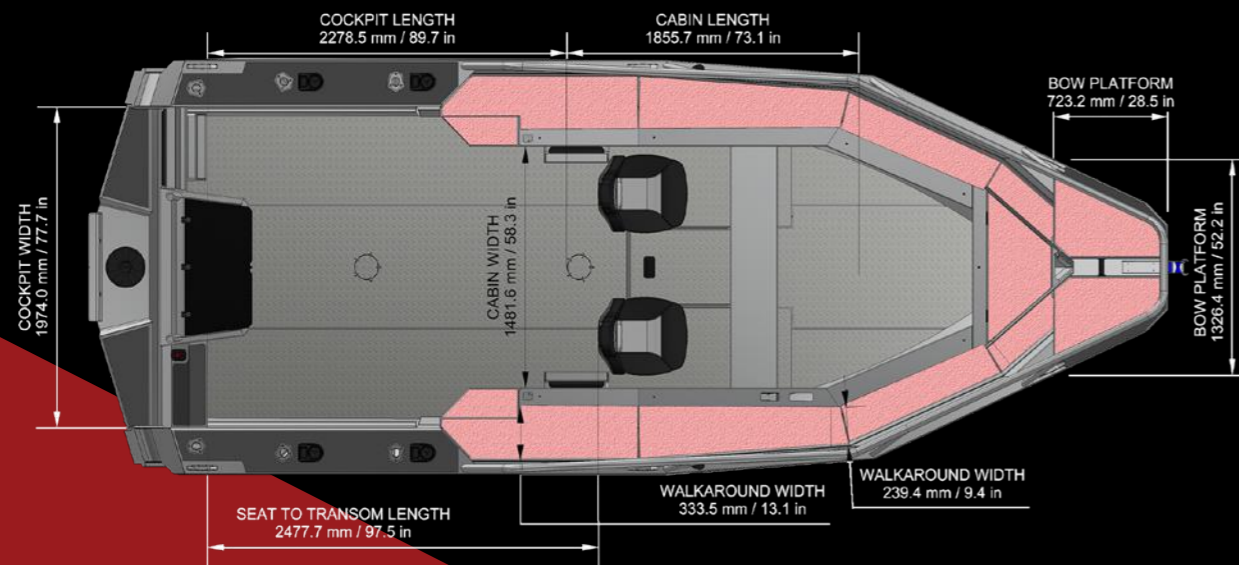 COCKPIT LENGTH
2278.5 mm / 89.7 in
CABIN LENGTH
1855.7 mm / 73.1 in
BOW PLATFORM
723.2 mm / 28.5 in
COCKPIT WIDTH
1974.0 mm / 77.7 in
CABIN WIDTH
1481.6 mm / 58.3 in
BOW PLATFORM
1326.4 mm / 52.2 in
WALKAROUND WIDTH
239.4 mm / 9.4 in
WALKAROUND WIDTH
333.5 mm / 13.1 in
SEAT TO TRANSOM LENGTH
2477.7 mm / 97.5 in